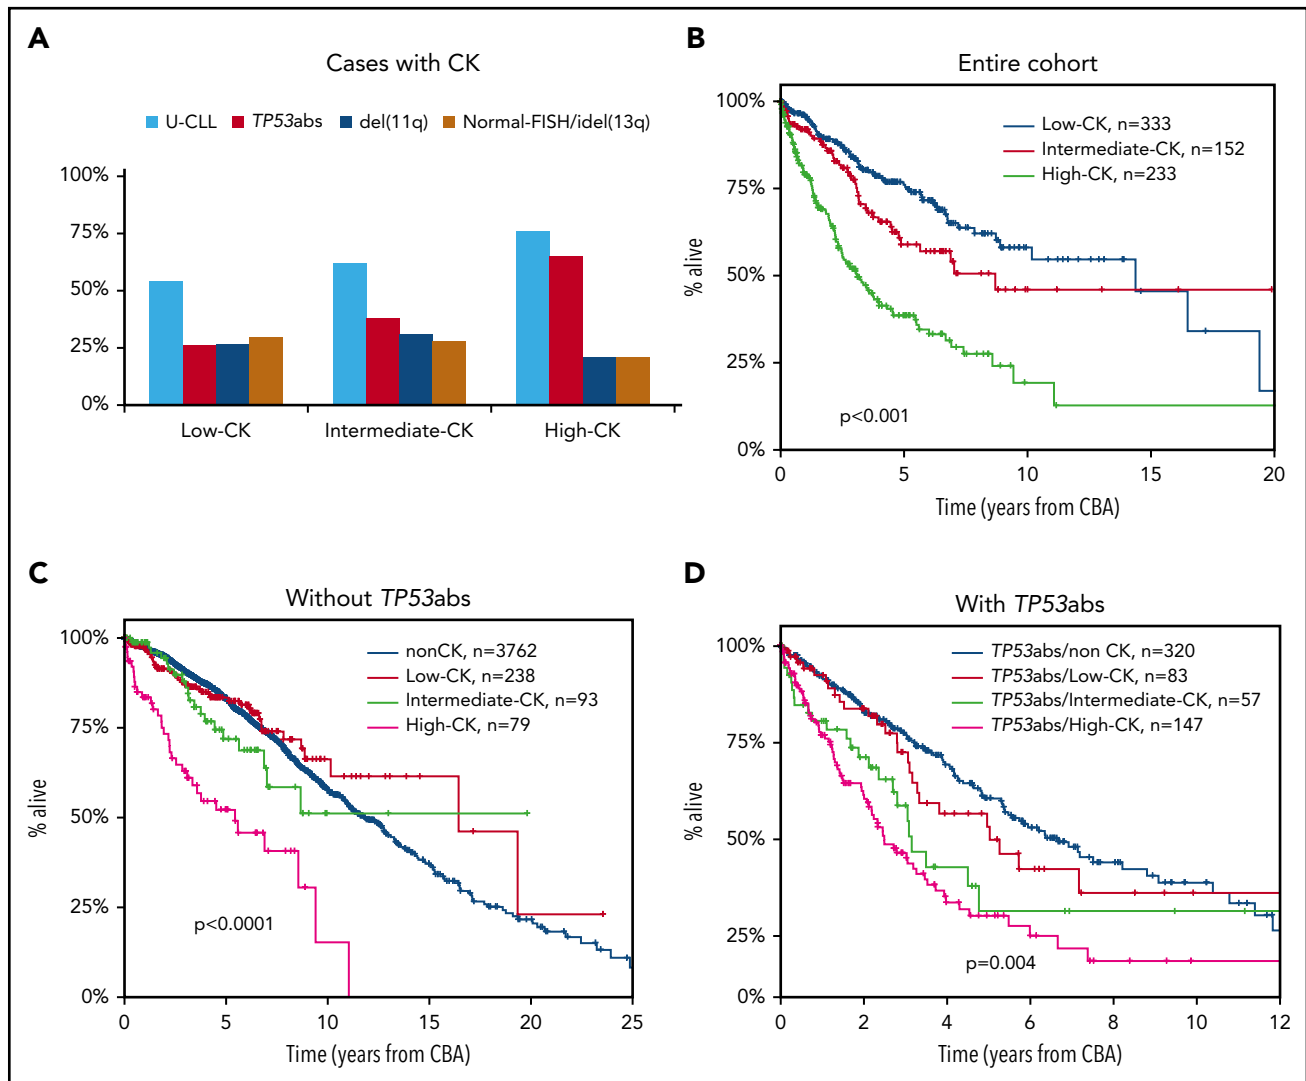 A
Cases with CK
U-CLL TP53abs del(11q) Normal-FISH/idel(13q)
100%
75%
50%
25%
0%
Low-CK Intermediate-CK High-CK
B
Entire cohort
Low-CK, n=333
Intermediate-CK, n=152
High-CK, n=233
100%
75%
50%
25%
0%
% alive
p<0.001
0 5 10 15 20
Time (years from CBA)
C
Without TP53abs
nonCK, n=3762
Low-CK, n=238
Intermediate-CK, n=93
High-CK, n=79
100%
75%
50%
25%
0%
% alive
p<0.0001
0 5 10 15 20 25
Time (years from CBA)
D
With TP53abs
TP53abs/non CK, n=320
TP53abs/Low-CK, n=83
TP53abs/Intermediate-CK, n=57
TP53abs/High-CK, n=147
100%
75%
50%
25%
0%
% alive
p=0.004
0 2 4 6 8 10 12
Time (years from CBA)